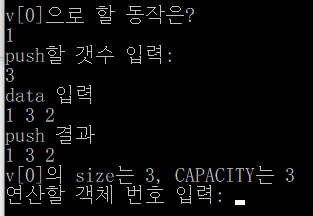 v[0]으로 할 동작은?
1
push할 갯수 입력:
3
data 입력
1 3 2
push 결과
1 3 2
v[0]의 size는 3, CAPACITY는 3
연산할 객체 번호 입력: